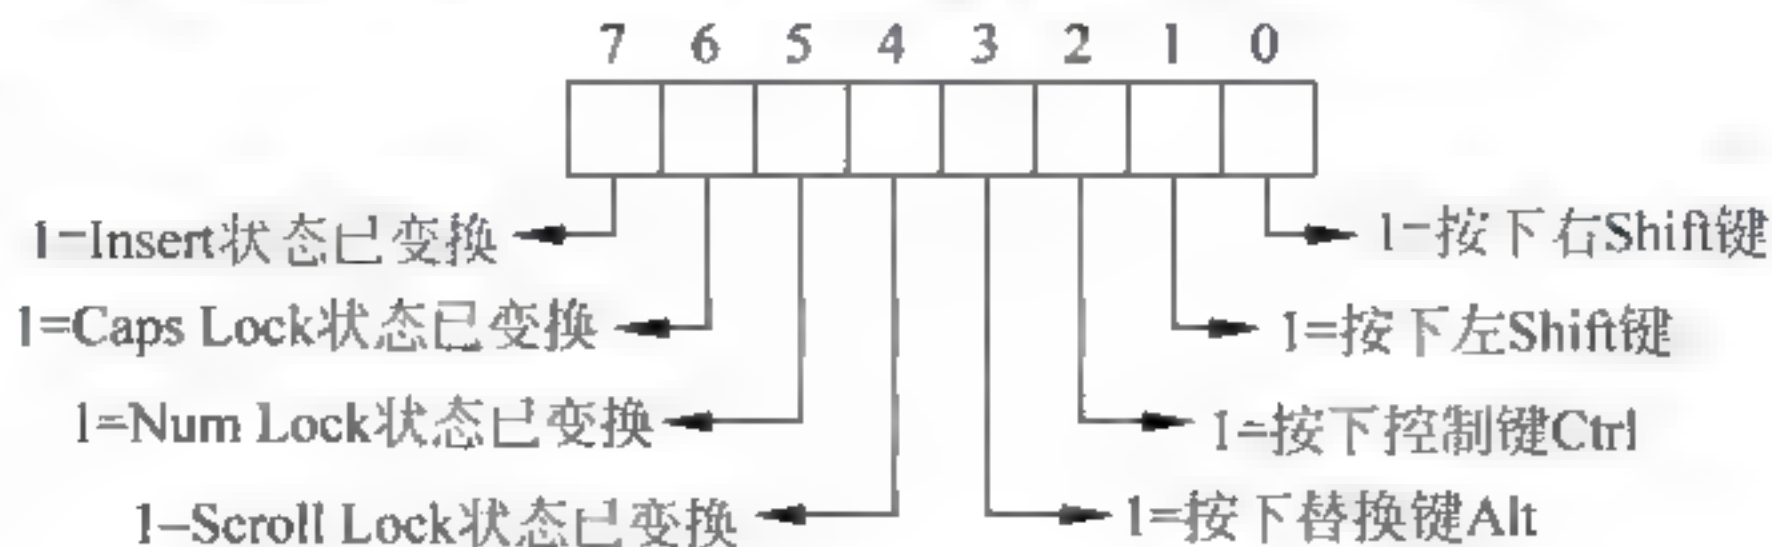 7 6 5 4 3 2 1 0
1=Insert状态已变换
1=按下右Shift键
1=Caps Lock状态已变换
1=按下左Shift键
1=Num Lock状态已变换
1=按下控制键Ctrl
1=Scroll Lock状态已变换
1=按下替换键Alt